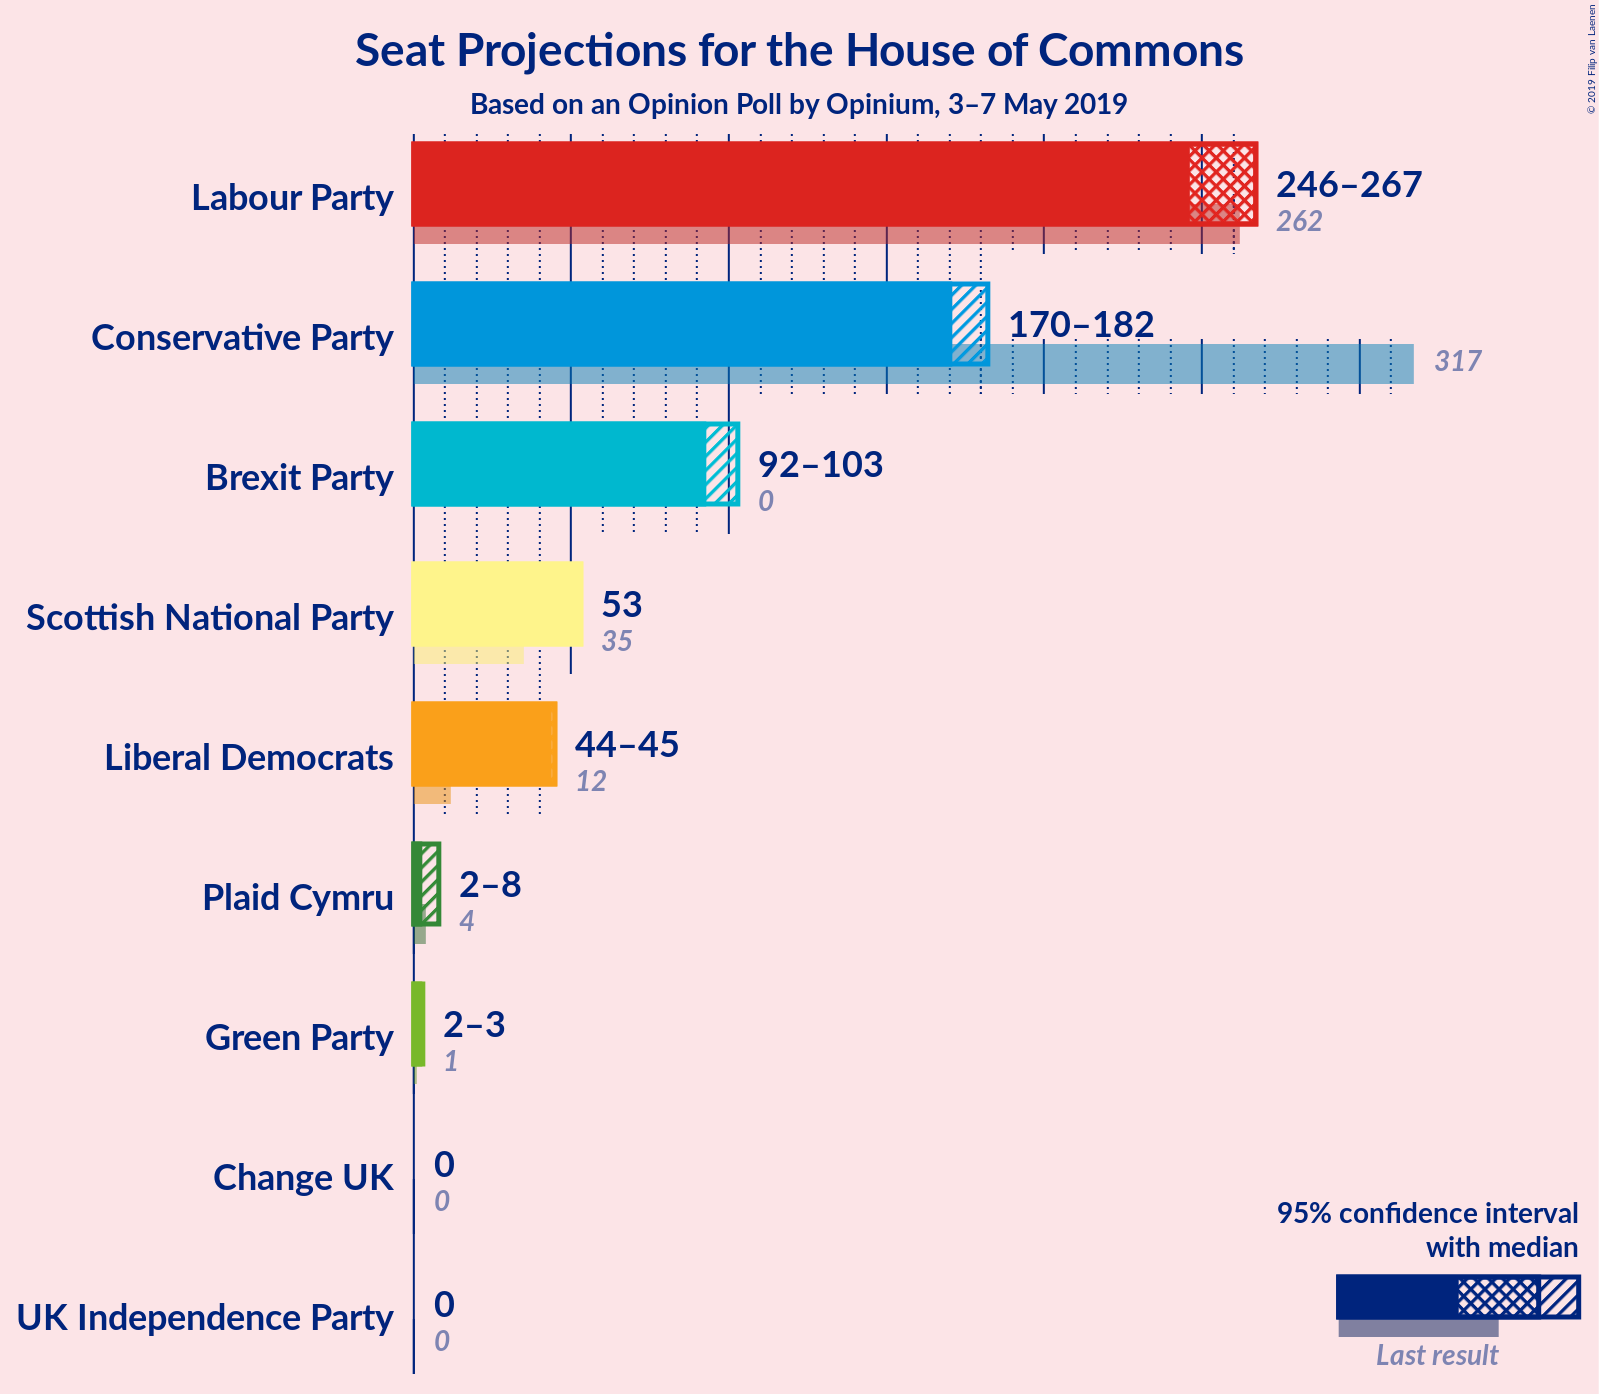 Seat Projections for the House of Commons
Based on an Opinion Poll by Opinium, 3–7 May 2019
© 2019 Filip van Laenen
Labour Party
246–267
262
Conservative Party
170–182
317
Brexit Party
92–103
0
Scottish National Party
53
35
Liberal Democrats
44–45
12
Plaid Cymru
2–8
4
Green Party
2–3
1
Change UK
0
0
UK Independence Party
0
0
95% confidence interval
with median
Last result